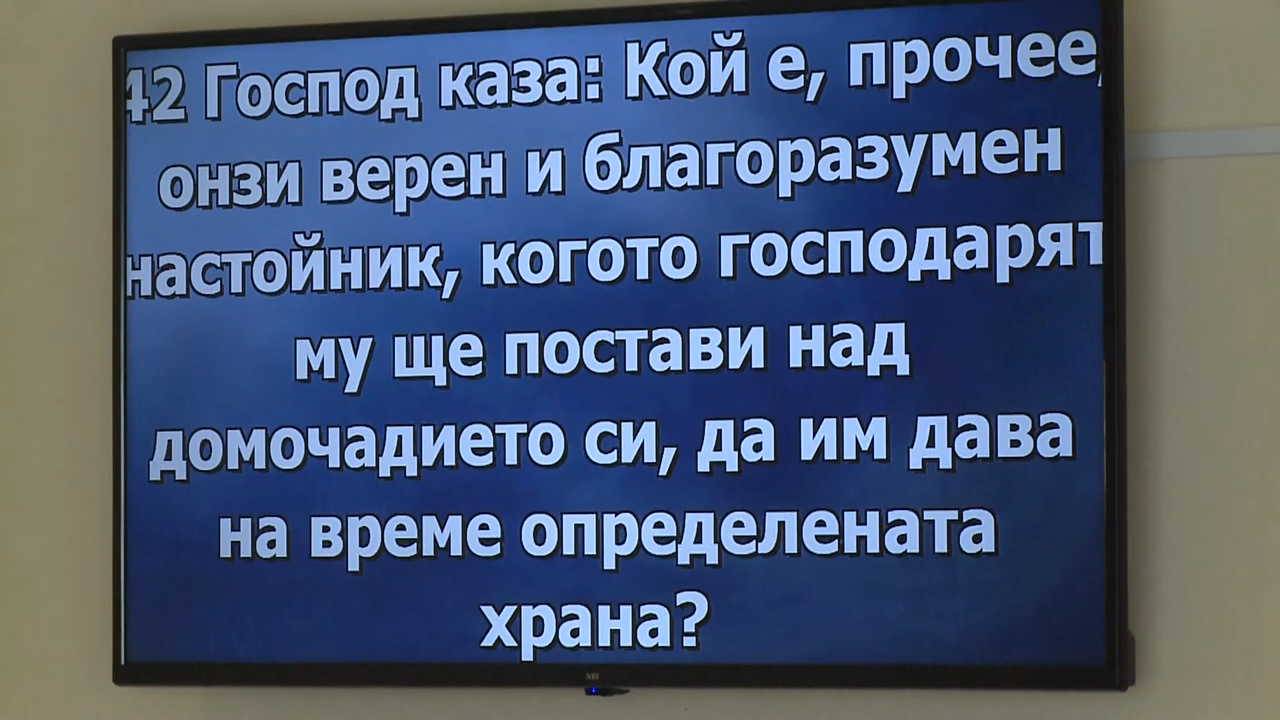 42 Господ каза: Кой е, прочее,
онзи верен и благоразумен
настойник, когото господарят
му ще постави над
домочадието си, да им дава
на време определената
храна?